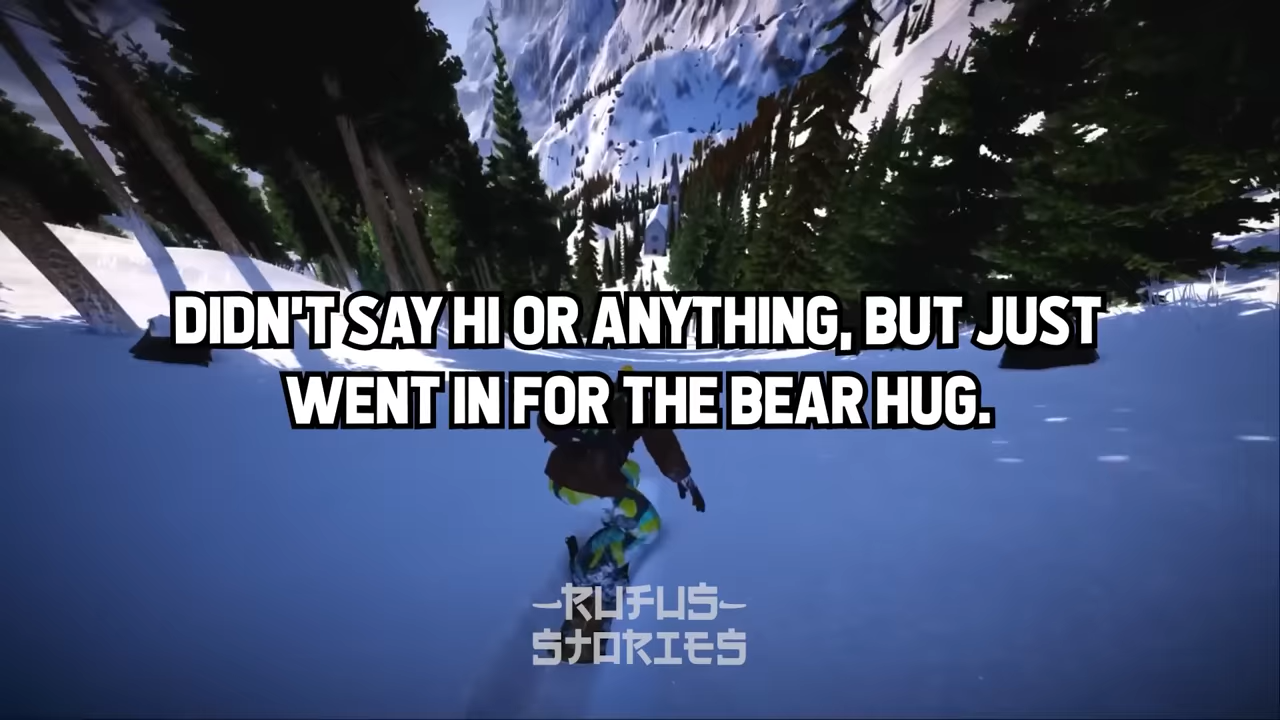 DIDN'T SAY HI OR ANYTHING, BUT JUST
WENT IN FOR THE BEAR HUG.
-RUFUS-
STORIES